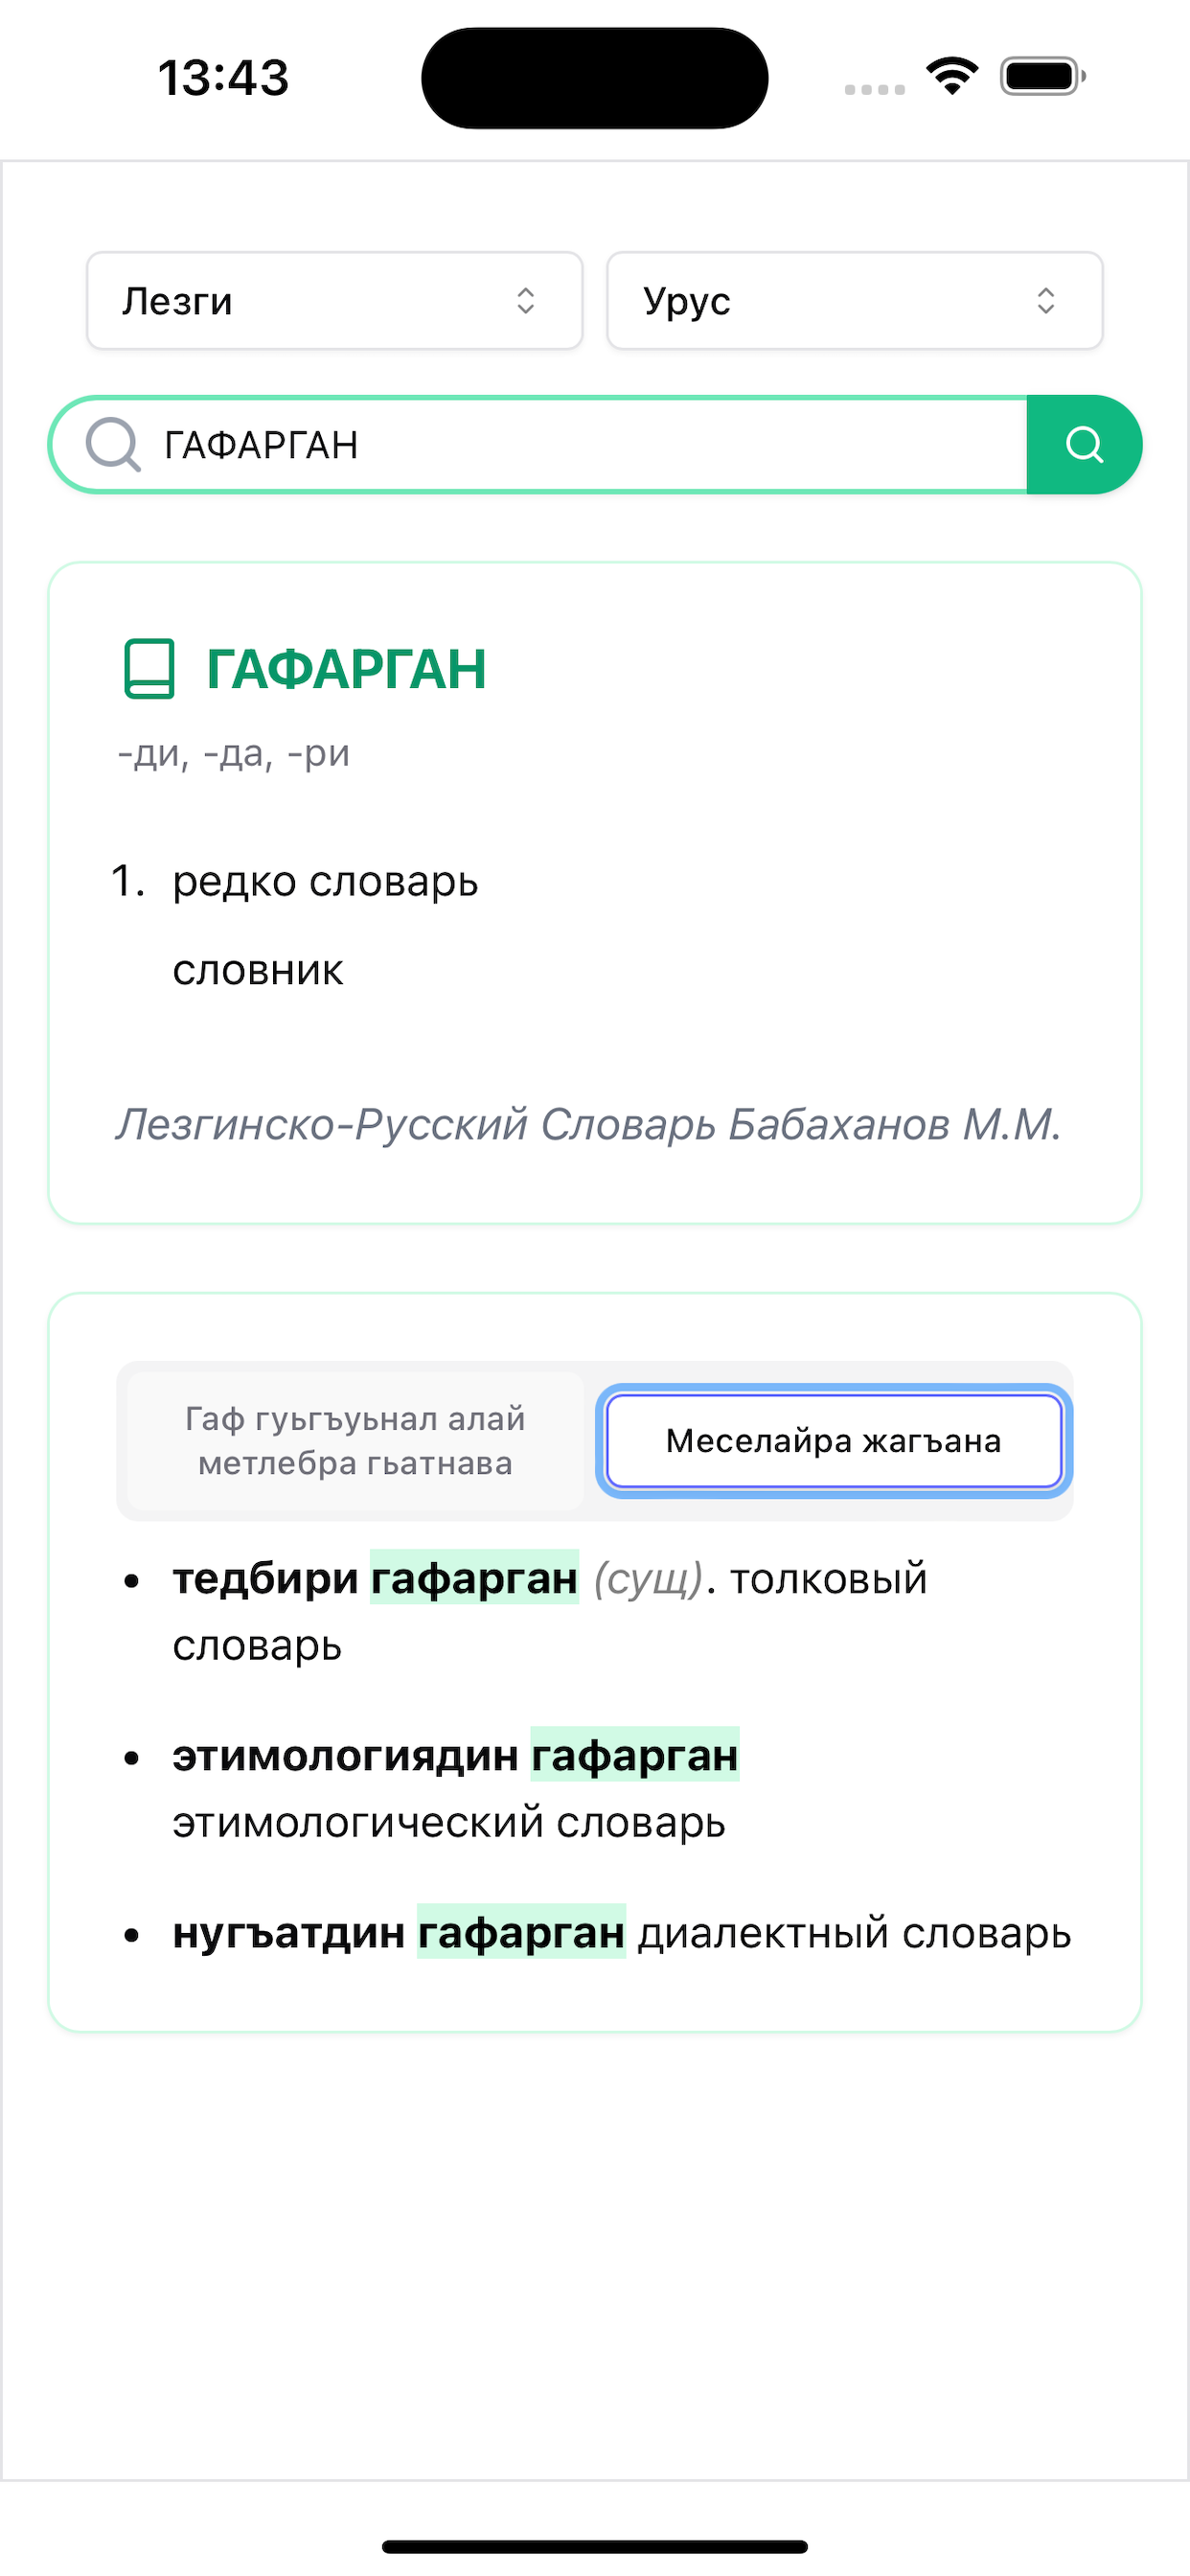 13:43
Лезги
Урус
ГАФАРГАН
ГАФАРГАН
-ди, -да, -ри
1. редко словарь
словник
Лезгинско-Русский Словарь Бабаханов М.М.
Гаф гуьгъуьнал алай
метлебра гьатнава
Меселайра жагъана
• тедбири гафарган (сущ). толковый
словарь
• этимологиядин гафарган
этимологический словарь
• нугъатдин гафарган диалектный словарь